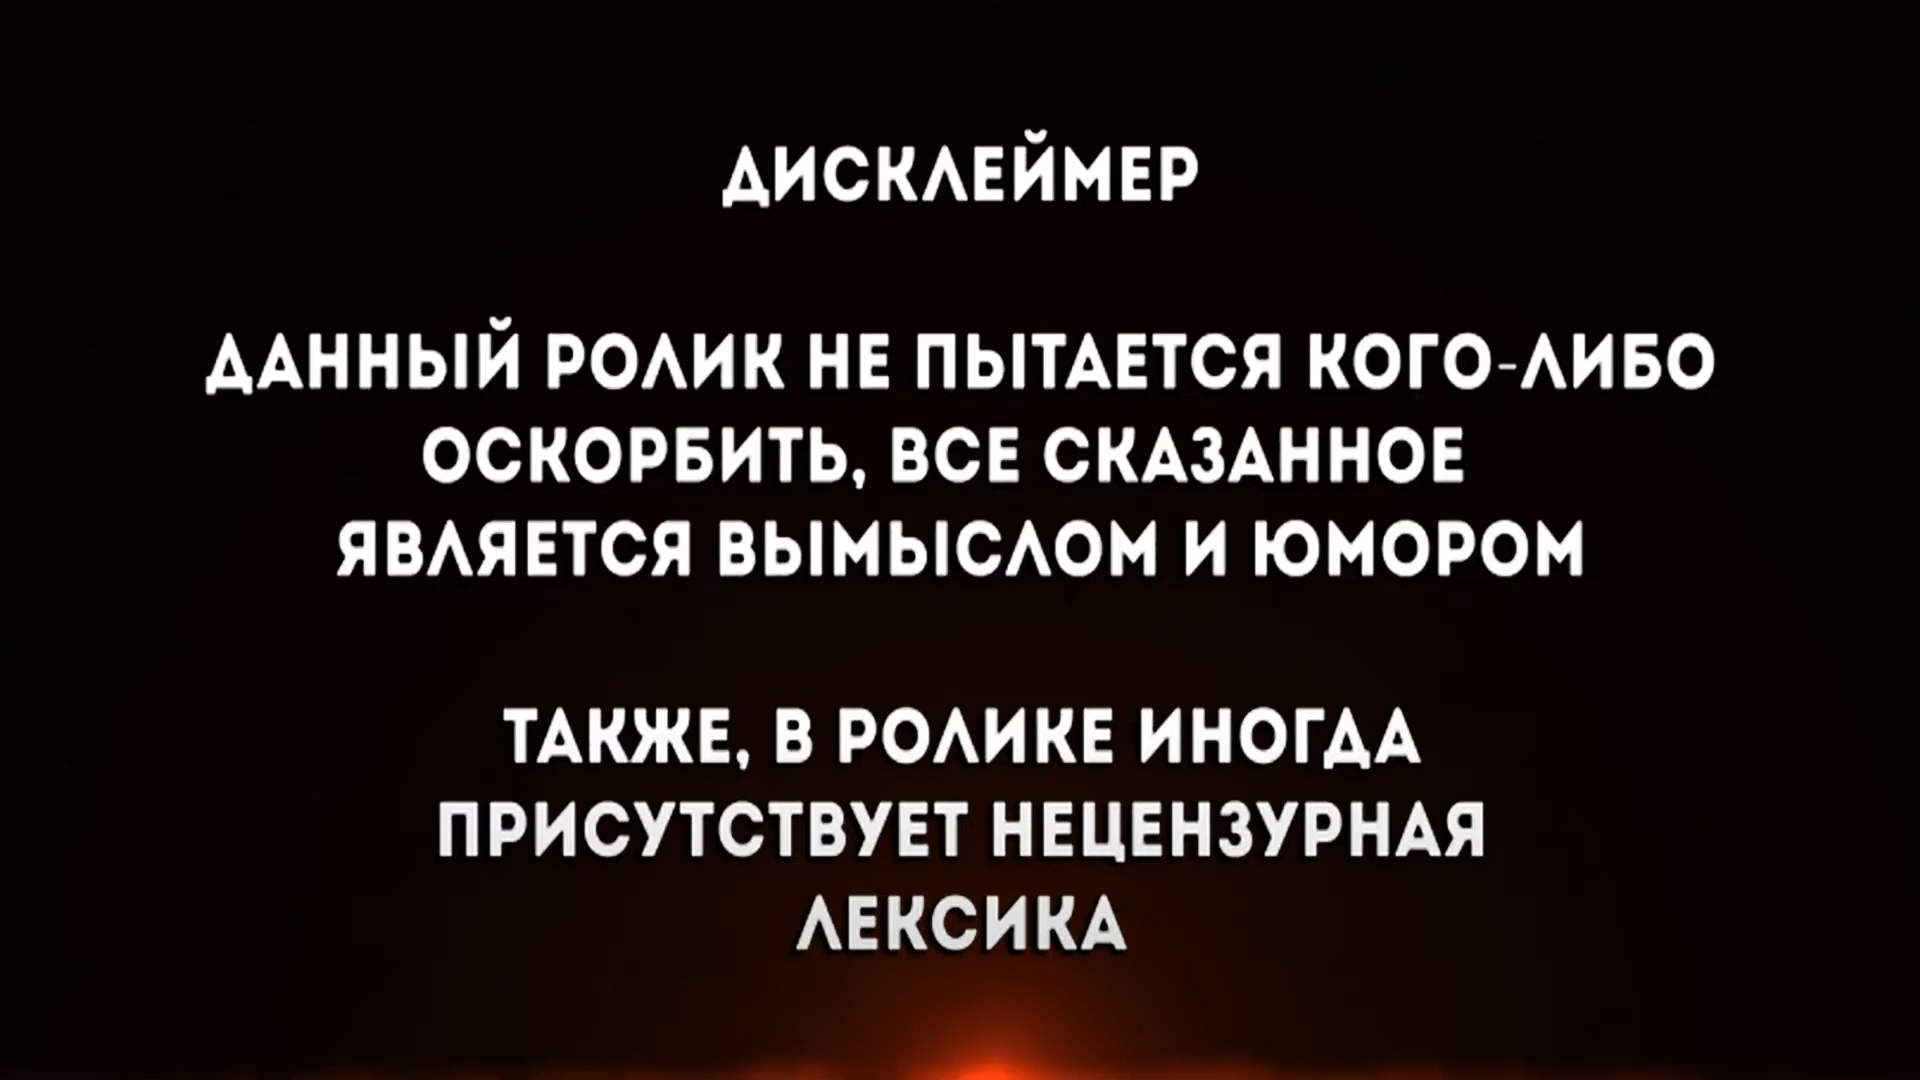 ДИСКЛЕЙМЕР
ДАННЫЙ РОЛИК НЕ ПЫТАЕТСЯ КОГО-ЛИБО
ОСКОРБИТЬ, ВСЕ СКАЗАННОЕ
ЯВЛЯЕТСЯ ВЫМЫСЛОМ И ЮМОРОМ
ТАКЖЕ, В РОЛИКЕ ИНОГДА
ПРИСУТСТВУЕТ НЕЦЕНЗУРНАЯ
ЛЕКСИКА